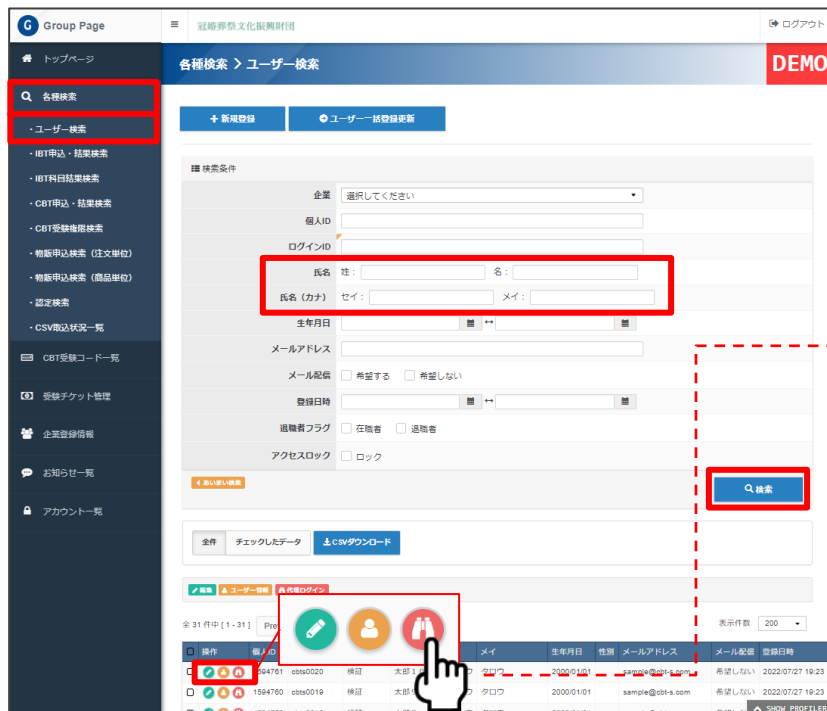 G Group Page
冠婚葬祭文化振興財団
ログアウト
トップページ
各種検索 > ユーザー検索
DEMO
各種検索
・ユーザー検索
・IBT申込・結果検索
・IBT科目結果検索
・CBT申込・結果検索
・CBT受験権限検索
・物販申込検索（注文単位）
・物販申込検索（商品単位）
・認定検索
・CSV取込状況一覧
CBT受験コード一覧
受験チケット管理
企業登録情報
お知らせ一覧
アカウント一覧
+ 新規登録
ユーザー一括登録更新
検索条件
企業 選択してください
個人ID
ログインID
氏名 姓： 名：
氏名（カナ） セイ： メイ：
生年月日 ↔
メールアドレス
メール配信 希望する 希望しない
登録日時 ↔
退職者フラグ 在職者 退職者
アクセスロック ロック
あいまい検索
検索
全件 チェックしたデータ CSVダウンロード
編集 ユーザー情報 代理ログイン
全 31 件中 [ 1 - 31 ] Pre
表示件数 200
操作 個人ID メイ 生年月日 性別 メールアドレス メール配信 登録日時
1594761 cbts0020 検証 太郎1 タロウ 2000/01/01 sample@cbt-s.com 希望しない 2022/07/27 19:23
1594760 cbts0019 検証 太郎 タロウ 2000/01/01 sample@cbt-s.com 希望しない 2022/07/27 19:23
SHOW PROFILER